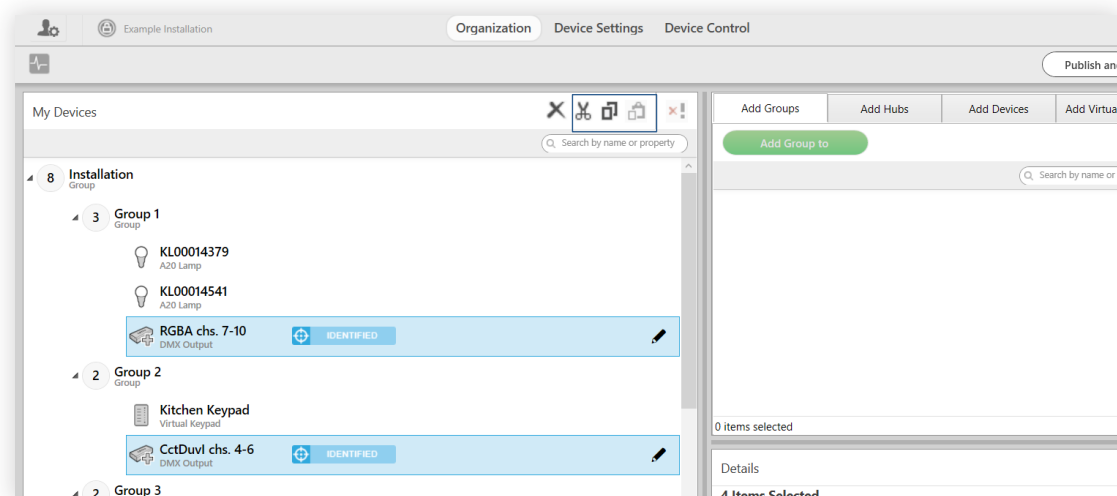 Example Installation
Organization Device Settings Device Control
Publish an
My Devices
Add Groups Add Hubs Add Devices Add Virtua
Search by name or property
Add Group to
Search by name or
8 Installation
Group
3 Group 1
Group
KL00014379
A20 Lamp
KL00014541
A20 Lamp
RGBA chs. 7-10
DMX Output
IDENTIFIED
2 Group 2
Group
Kitchen Keypad
Virtual Keypad
CctDuvI chs. 4-6
DMX Output
IDENTIFIED
2 Group 3
0 items selected
Details
4 Items Selected